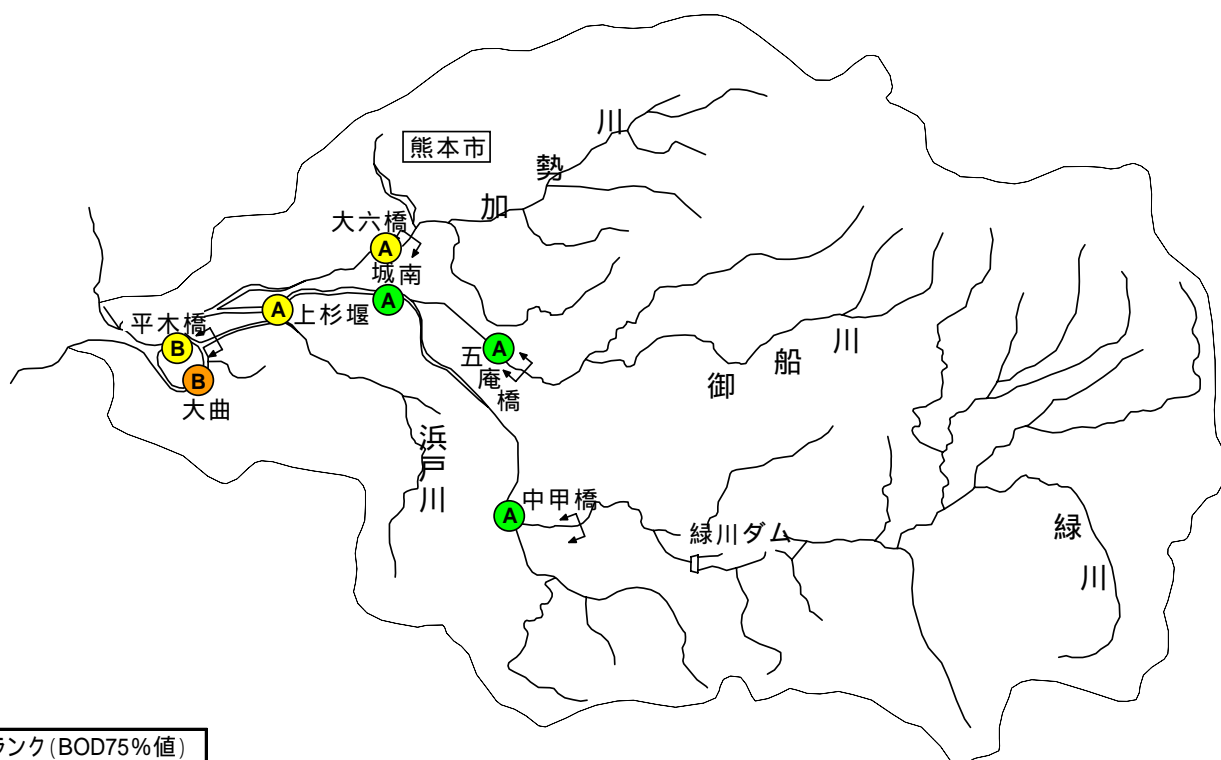 熊本市
加勢川
大六橋
A
城南
A
A
上杉堰
平木橋
B
B
大曲
A
五庵橋
御船川
浜戸川
A
中甲橋
緑川ダム
緑川
ランク(BOD75%値)